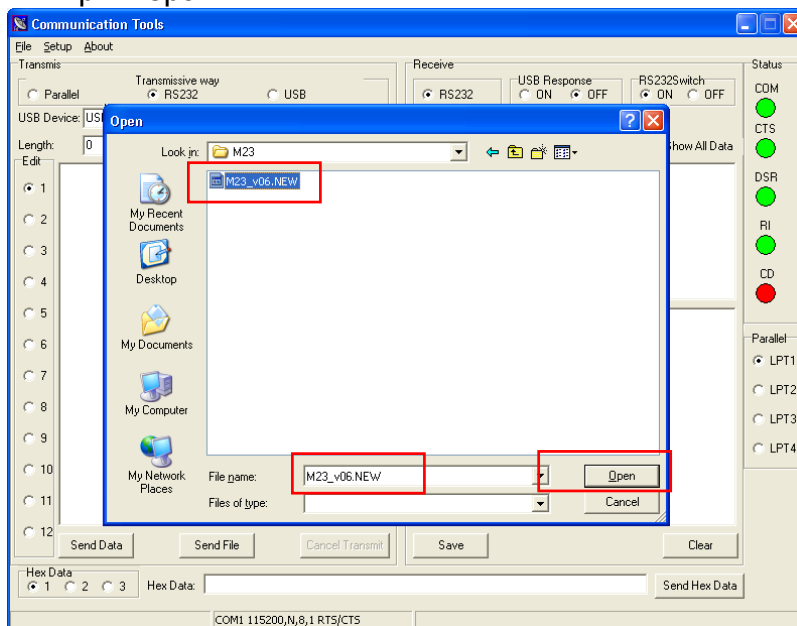 Communication Tools
File Setup About
Transmis Receive Status
Transmissive way USB Response RS232Switch
Parallel RS232 USB RS232 ON OFF ON OFF COM
USB Device: CTS
Open
Length: 0 Look in: M23 Show All Data
Edit
M23_v06.NEW
1 DSR
My Recent
Documents
2 RI
3
Desktop
4 CD
5
6 My Documents Parallel
LPT1
7
LPT2
8 My Computer
LPT3
9
LPT4
10 My Network
Places
File name: M23_v06.NEW Open
11 Files of type: Cancel
12
Send Data Send File Cancel Transmit Save Clear
Hex Data
1 2 3 Hex Data: Send Hex Data
COM1 115200,N,8,1 RTS/CTS